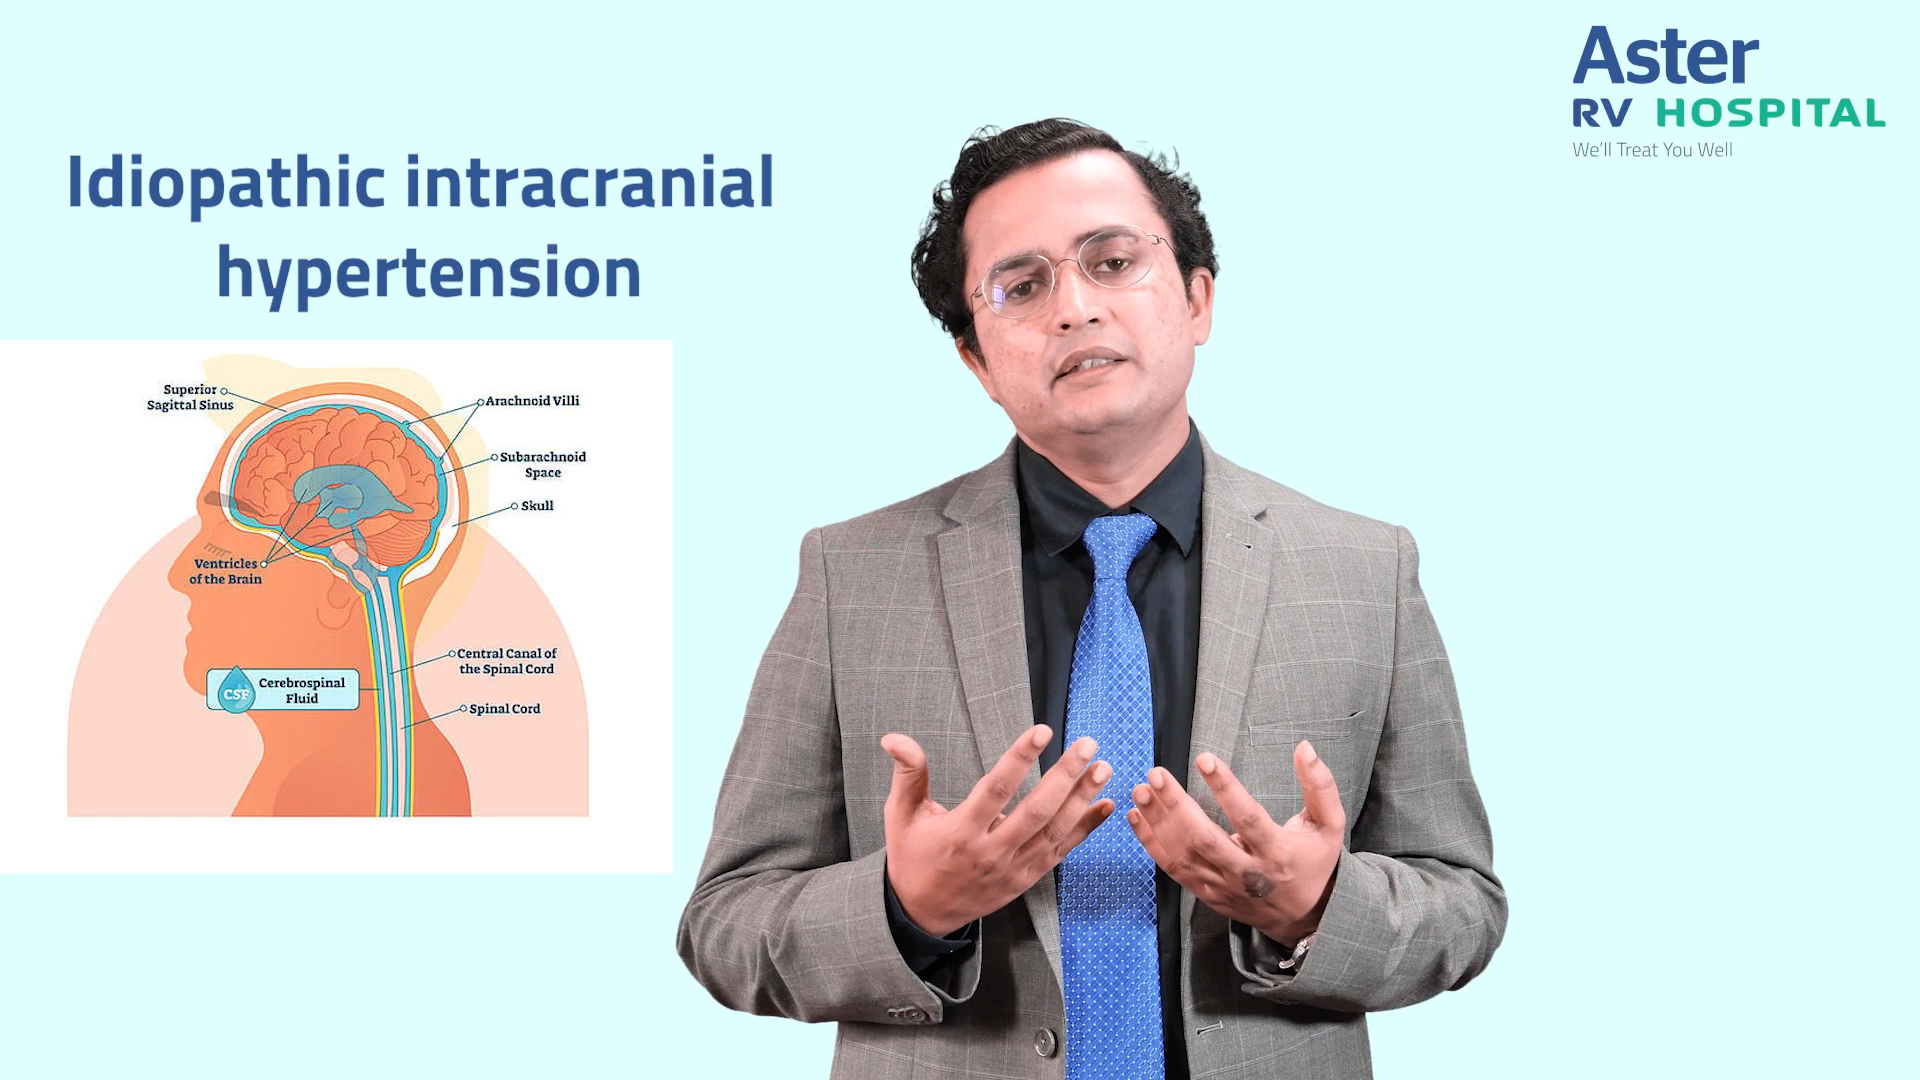 Aster
RV HOSPITAL
We'll Treat You Well
Idiopathic intracranial
hypertension
Superior
Sagittal Sinus
Arachnoid Villi
Subarachnoid
Space
Skull
Ventricles
of the Brain
Central Canal of
the Spinal Cord
CSF
Cerebrospinal
Fluid
Spinal Cord